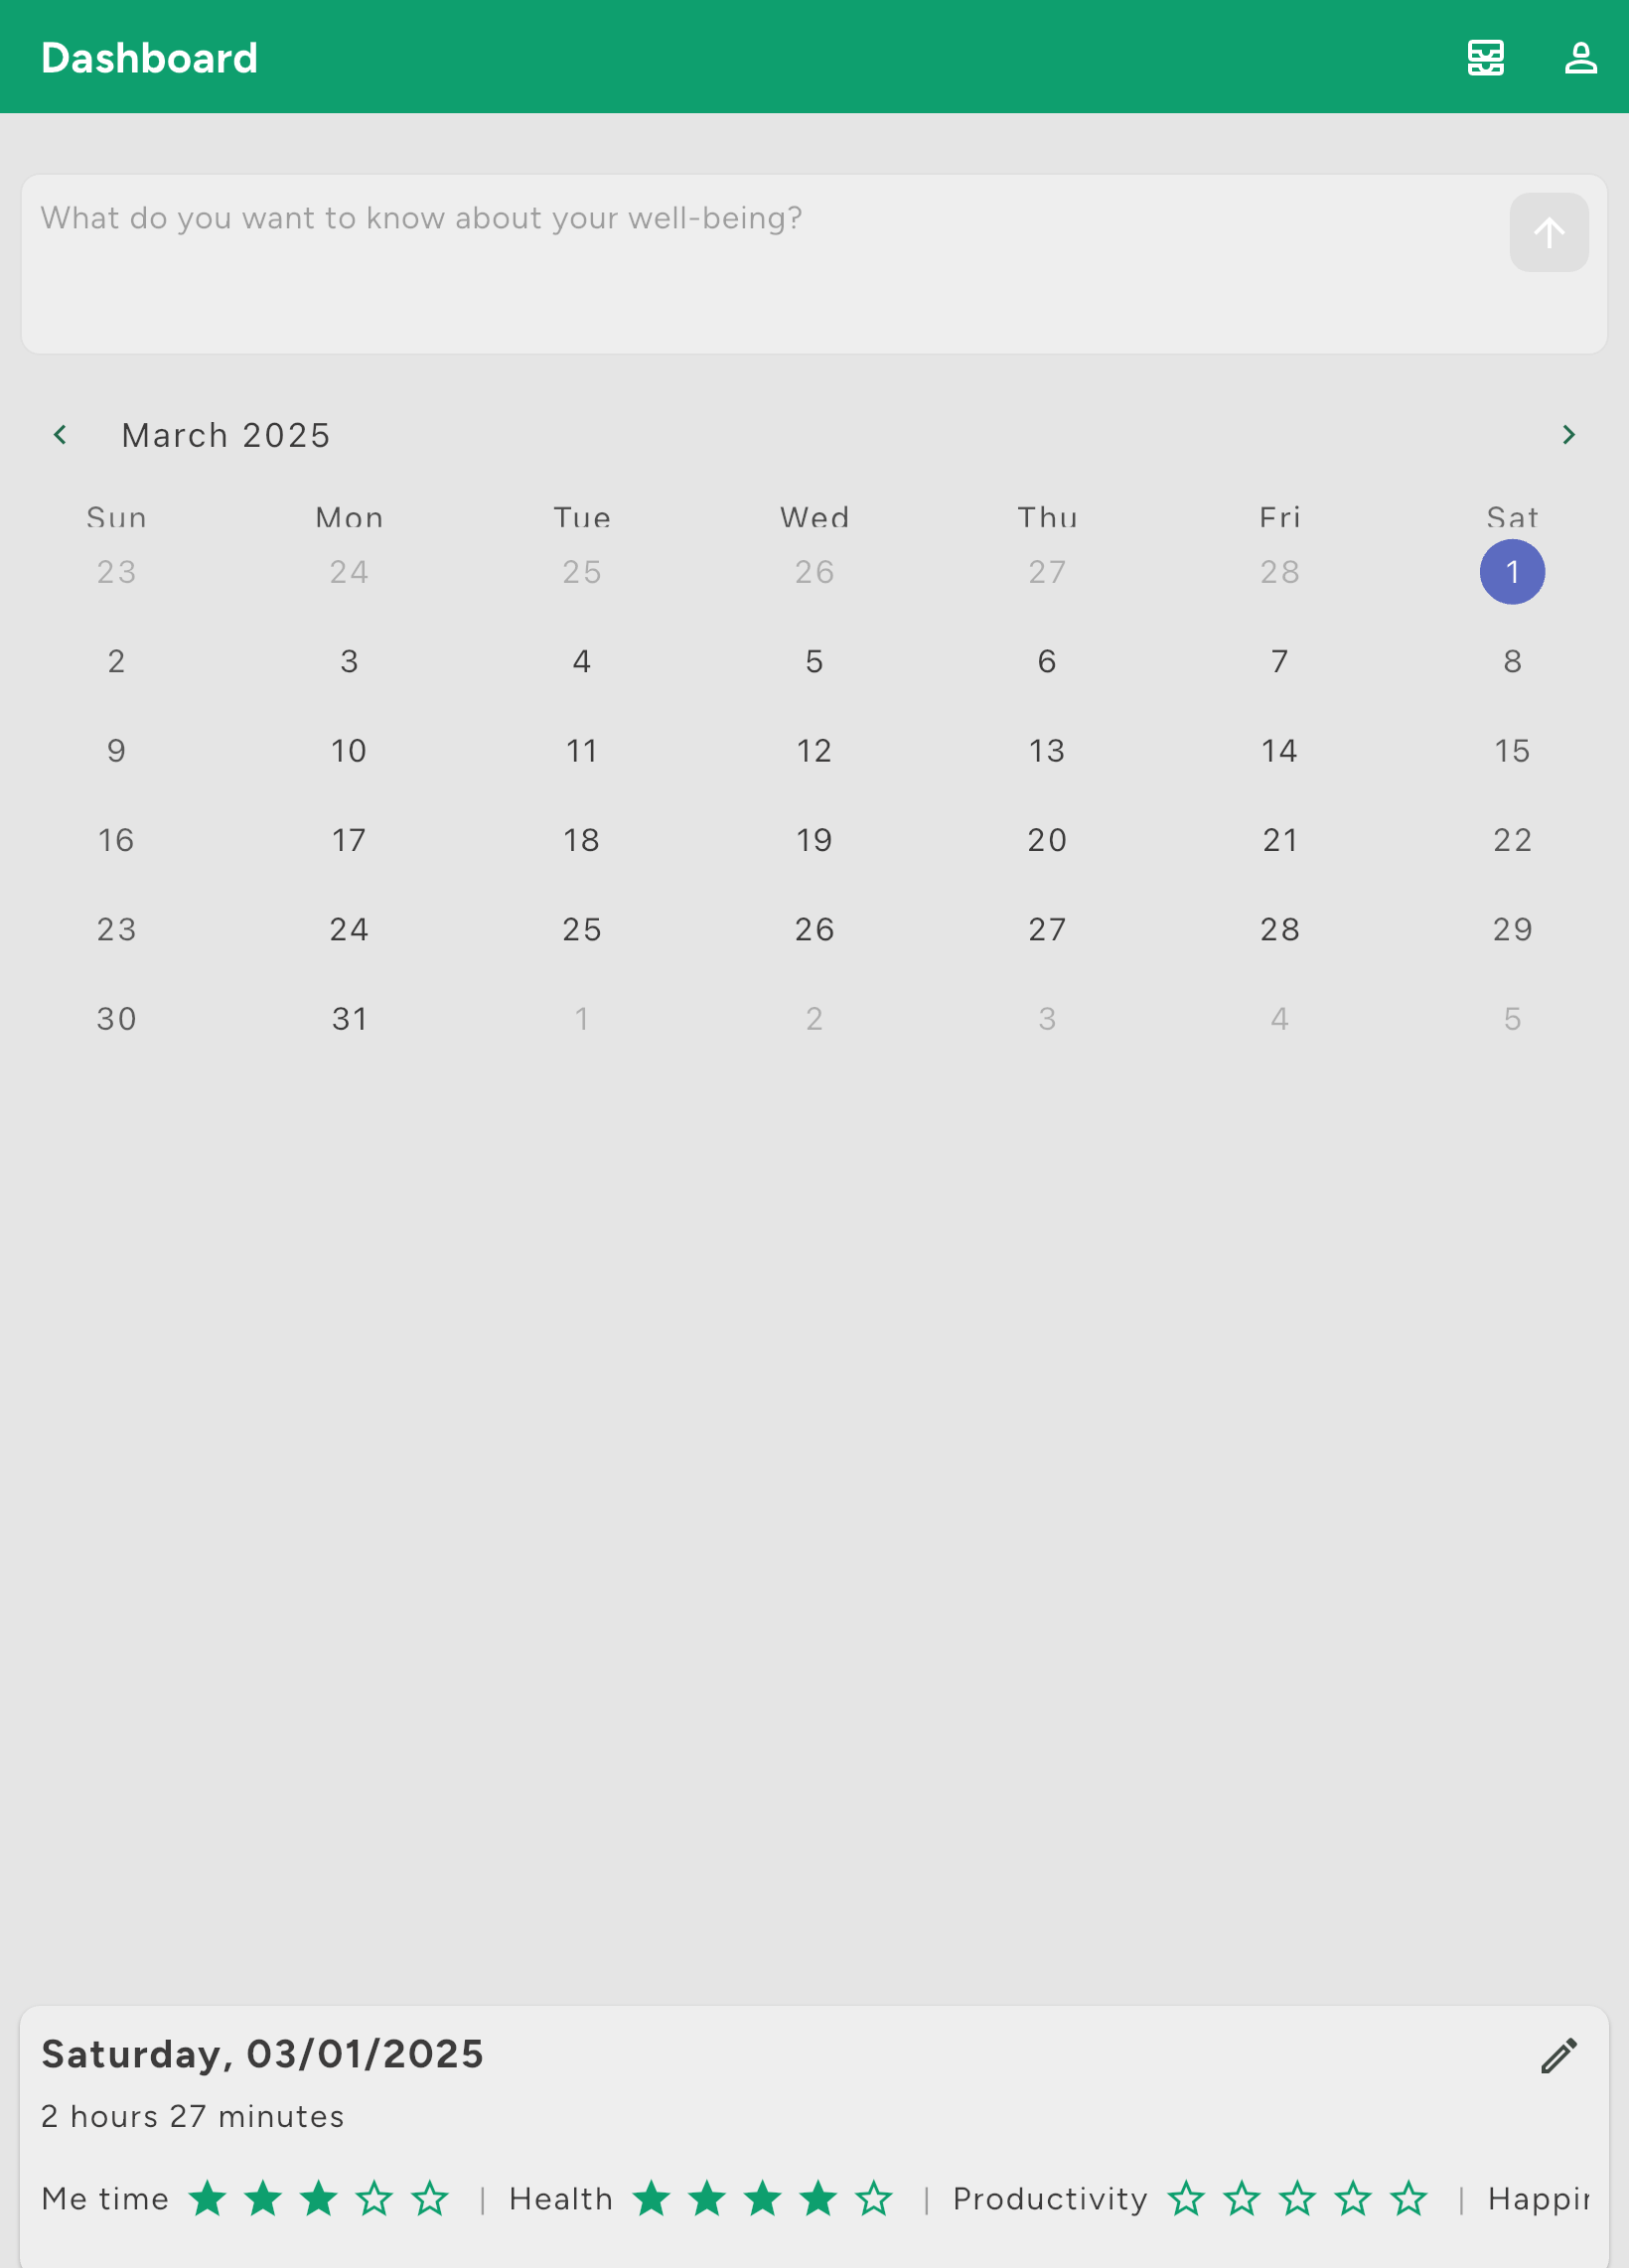 Dashboard
What do you want to know about your well-being?
March 2025
Sun Mon Tue Wed Thu Fri Sat
23 24 25 26 27 28 1
2 3 4 5 6 7 8
9 10 11 12 13 14 15
16 17 18 19 20 21 22
23 24 25 26 27 28 29
30 31 1 2 3 4 5
Saturday, 03/01/2025
2 hours 27 minutes
Me time | Health | Productivity |